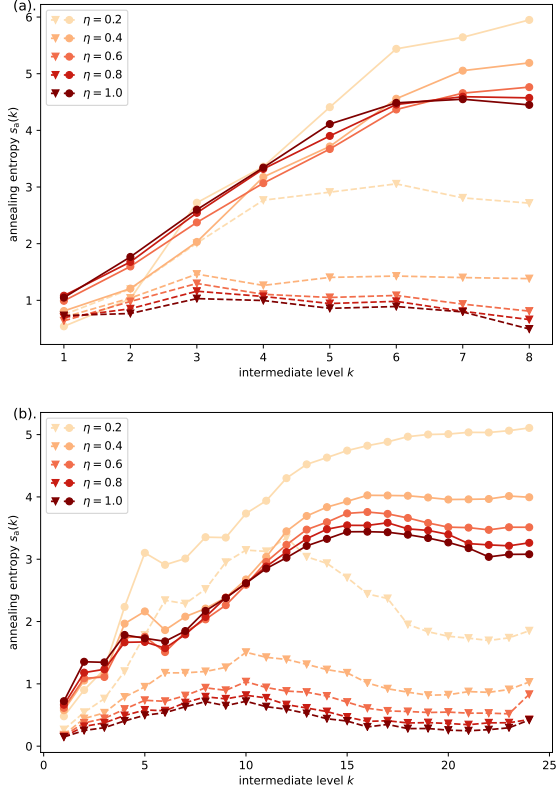 (a).
6
5
4
3
2
1
annealing entropy sₐ(k)
η = 0.2
η = 0.4
η = 0.6
η = 0.8
η = 1.0
1 2 3 4 5 6 7 8
intermediate level k
(b).
5
4
3
2
1
0
annealing entropy sₐ(k)
η = 0.2
η = 0.4
η = 0.6
η = 0.8
η = 1.0
0 5 10 15 20 25
intermediate level k